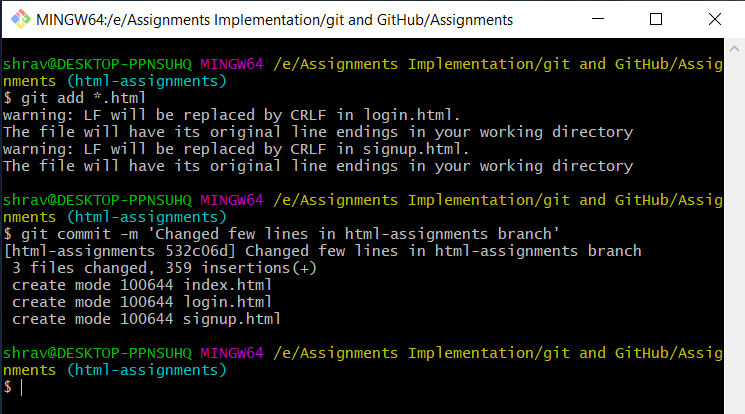 MINGW64:/e/Assignments Implementation/git and GitHub/Assignments
shrav@DESKTOP-PPNSUHQ MINGW64 /e/Assignments Implementation/git and GitHub/Assig
nments (html-assignments)
$ git add *.html
warning: LF will be replaced by CRLF in login.html.
The file will have its original line endings in your working directory
warning: LF will be replaced by CRLF in signup.html.
The file will have its original line endings in your working directory
shrav@DESKTOP-PPNSUHQ MINGW64 /e/Assignments Implementation/git and GitHub/Assig
nments (html-assignments)
$ git commit -m 'Changed few lines in html-assignments branch'
[html-assignments 532c06d] Changed few lines in html-assignments branch
 3 files changed, 359 insertions(+)
 create mode 100644 index.html
 create mode 100644 login.html
 create mode 100644 signup.html
shrav@DESKTOP-PPNSUHQ MINGW64 /e/Assignments Implementation/git and GitHub/Assig
nments (html-assignments)
$